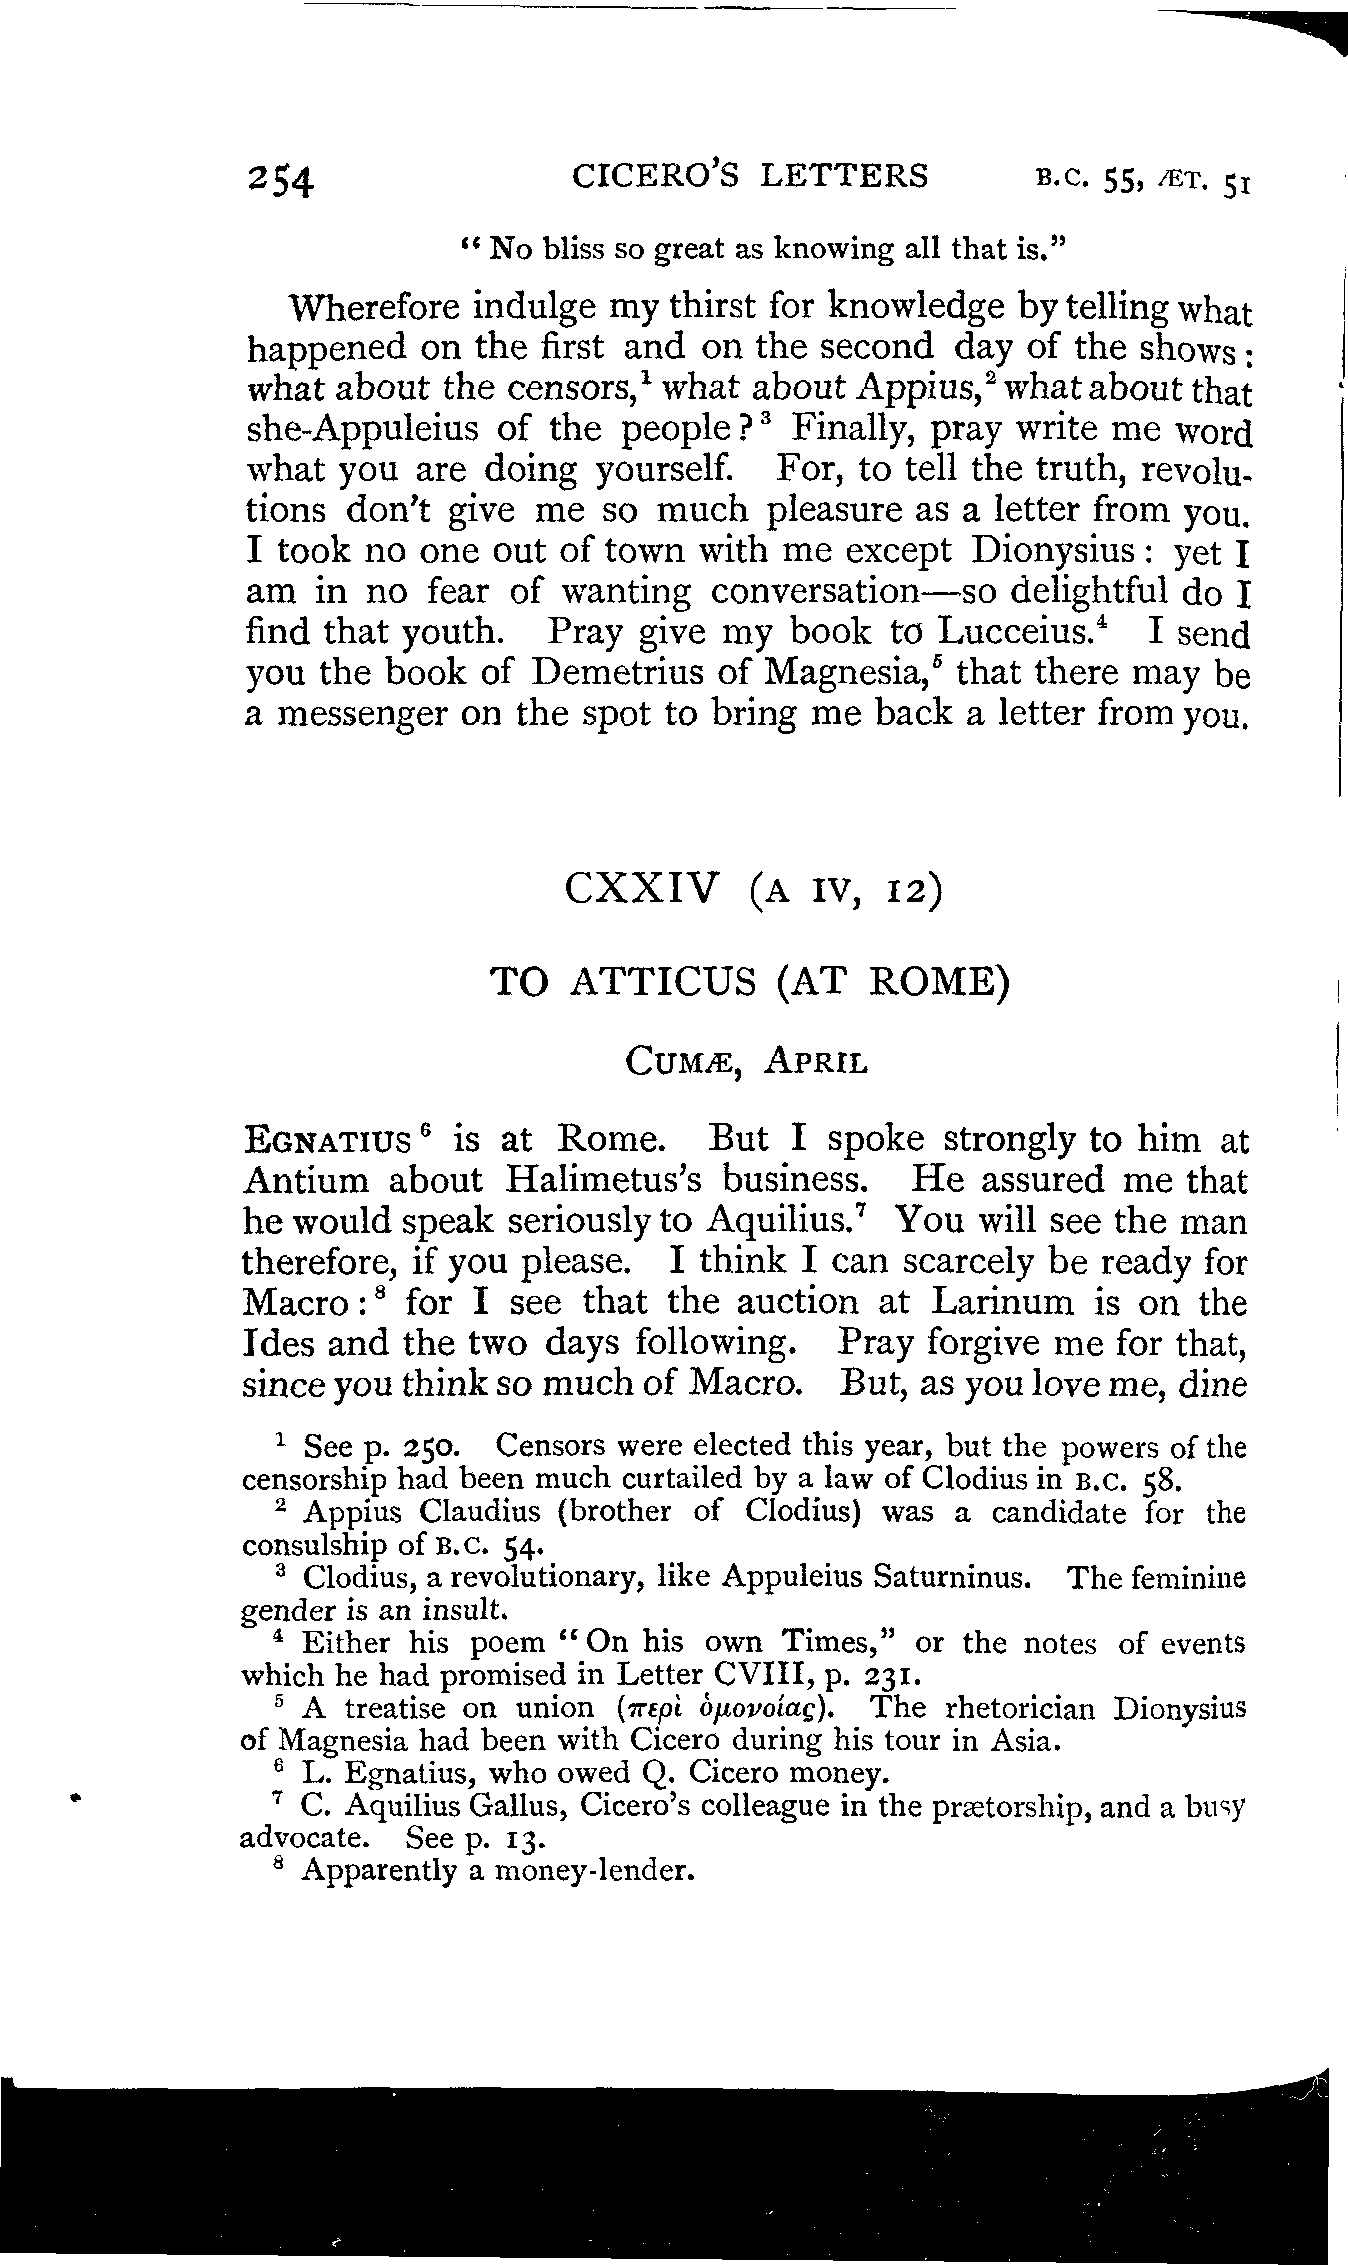 254 CICERO'S LETTERS B.C. 55, ÆT. 51
“No bliss so great as knowing all that is.”
Wherefore indulge my thirst for knowledge by telling what
happened on the first and on the second day of the shows:
what about the censors,¹ what about Appius,² what about that
she-Appuleius of the people?³ Finally, pray write me word
what you are doing yourself. For, to tell the truth, revolu-
tions don't give me so much pleasure as a letter from you.
I took no one out of town with me except Dionysius: yet I
am in no fear of wanting conversation—so delightful do I
find that youth. Pray give my book to Lucceius.⁴ I send
you the book of Demetrius of Magnesia,⁵ that there may be
a messenger on the spot to bring me back a letter from you.
CXXIV (A IV, 12)
TO ATTICUS (AT ROME)
CUMÆ, APRIL
EGNATIUS⁶ is at Rome. But I spoke strongly to him at
Antium about Halimetus's business. He assured me that
he would speak seriously to Aquilius.⁷ You will see the man
therefore, if you please. I think I can scarcely be ready for
Macro:⁸ for I see that the auction at Larinum is on the
Ides and the two days following. Pray forgive me for that,
since you think so much of Macro. But, as you love me, dine
¹ See p. 250. Censors were elected this year, but the powers of the
censorship had been much curtailed by a law of Clodius in B.C. 58.
² Appius Claudius (brother of Clodius) was a candidate for the
consulship of B.C. 54.
³ Clodius, a revolutionary, like Appuleius Saturninus. The feminine
gender is an insult.
⁴ Either his poem “On his own Times,” or the notes of events
which he had promised in Letter CVIII, p. 231.
⁵ A treatise on union (περὶ ὁμονοίας). The rhetorician Dionysius
of Magnesia had been with Cicero during his tour in Asia.
⁶ L. Egnatius, who owed Q. Cicero money.
⁷ C. Aquilius Gallus, Cicero's colleague in the prætorship, and a busy
advocate. See p. 13.
⁸ Apparently a money-lender.